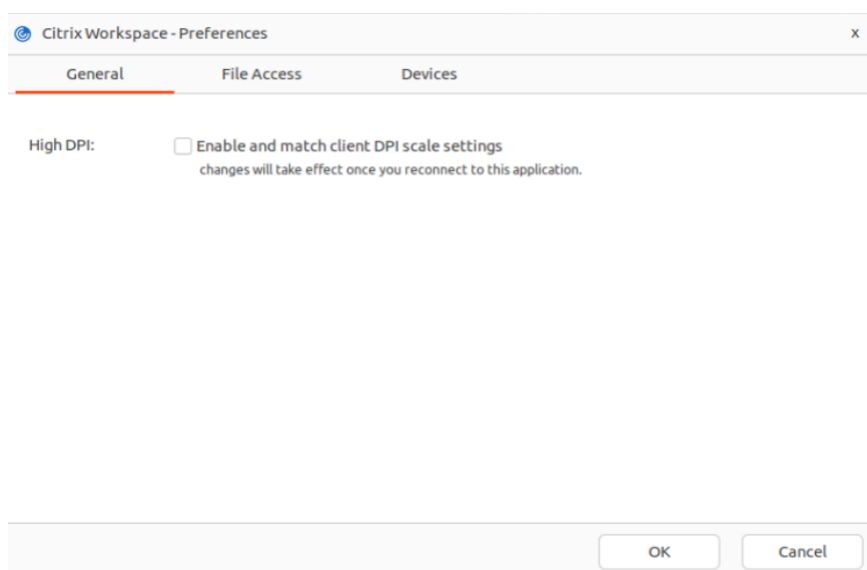 Citrix Workspace - Preferences x
General File Access Devices
High DPI: Enable and match client DPI scale settings
changes will take effect once you reconnect to this application.
OK Cancel